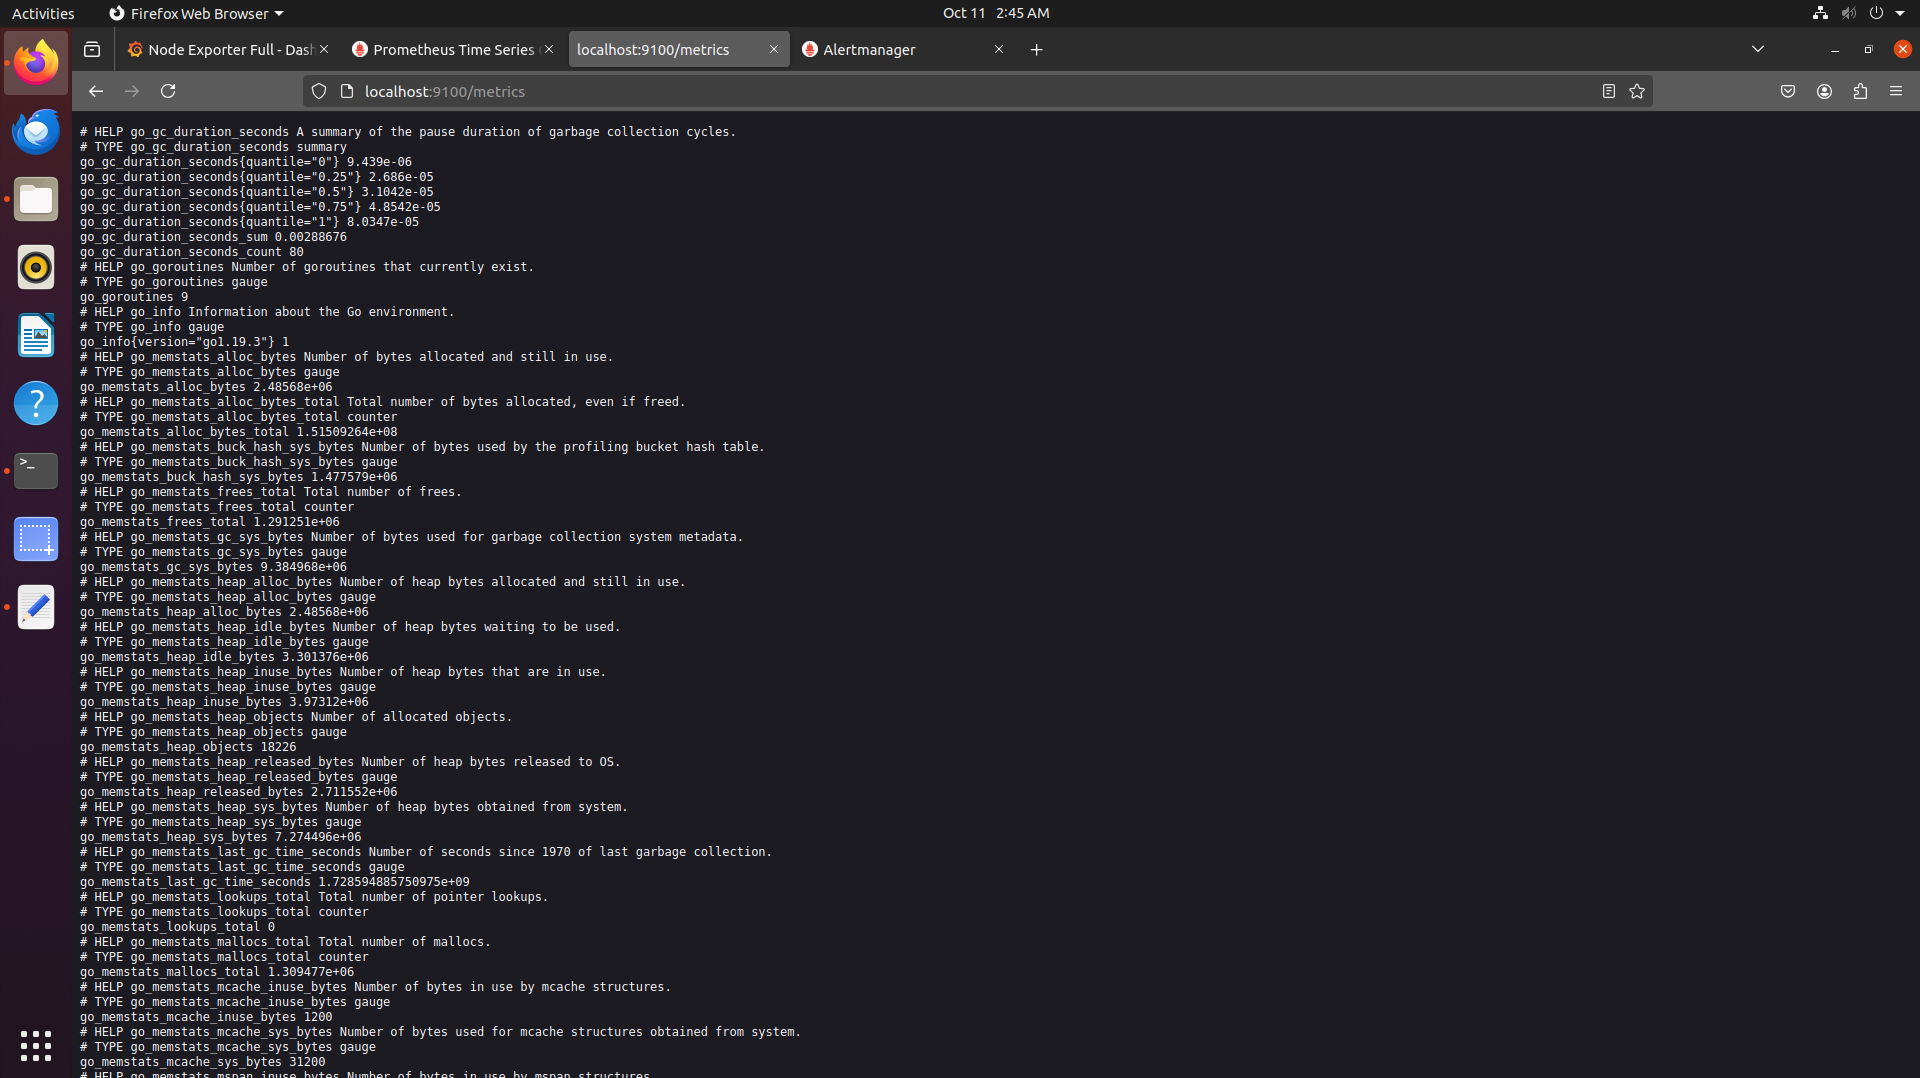 Activities
Firefox Web Browser
Oct 11 2:45 AM
Node Exporter Full - Dash
Prometheus Time Series
localhost:9100/metrics
Alertmanager
localhost:9100/metrics
# HELP go_gc_duration_seconds A summary of the pause duration of garbage collection cycles.
# TYPE go_gc_duration_seconds summary
go_gc_duration_seconds{quantile="0"} 9.439e-06
go_gc_duration_seconds{quantile="0.25"} 2.686e-05
go_gc_duration_seconds{quantile="0.5"} 3.1042e-05
go_gc_duration_seconds{quantile="0.75"} 4.8542e-05
go_gc_duration_seconds{quantile="1"} 8.0347e-05
go_gc_duration_seconds_sum 0.00288676
go_gc_duration_seconds_count 80
# HELP go_goroutines Number of goroutines that currently exist.
# TYPE go_goroutines gauge
go_goroutines 9
# HELP go_info Information about the Go environment.
# TYPE go_info gauge
go_info{version="go1.19.3"} 1
# HELP go_memstats_alloc_bytes Number of bytes allocated and still in use.
# TYPE go_memstats_alloc_bytes gauge
go_memstats_alloc_bytes 2.48568e+06
# HELP go_memstats_alloc_bytes_total Total number of bytes allocated, even if freed.
# TYPE go_memstats_alloc_bytes_total counter
go_memstats_alloc_bytes_total 1.51509264e+08
# HELP go_memstats_buck_hash_sys_bytes Number of bytes used by the profiling bucket hash table.
# TYPE go_memstats_buck_hash_sys_bytes gauge
go_memstats_buck_hash_sys_bytes 1.477579e+06
# HELP go_memstats_frees_total Total number of frees.
# TYPE go_memstats_frees_total counter
go_memstats_frees_total 1.291251e+06
# HELP go_memstats_gc_sys_bytes Number of bytes used for garbage collection system metadata.
# TYPE go_memstats_gc_sys_bytes gauge
go_memstats_gc_sys_bytes 9.384968e+06
# HELP go_memstats_heap_alloc_bytes Number of heap bytes allocated and still in use.
# TYPE go_memstats_heap_alloc_bytes gauge
go_memstats_heap_alloc_bytes 2.48568e+06
# HELP go_memstats_heap_idle_bytes Number of heap bytes waiting to be used.
# TYPE go_memstats_heap_idle_bytes gauge
go_memstats_heap_idle_bytes 3.301376e+06
# HELP go_memstats_heap_inuse_bytes Number of heap bytes that are in use.
# TYPE go_memstats_heap_inuse_bytes gauge
go_memstats_heap_inuse_bytes 3.97312e+06
# HELP go_memstats_heap_objects Number of allocated objects.
# TYPE go_memstats_heap_objects gauge
go_memstats_heap_objects 18226
# HELP go_memstats_heap_released_bytes Number of heap bytes released to OS.
# TYPE go_memstats_heap_released_bytes gauge
go_memstats_heap_released_bytes 2.711552e+06
# HELP go_memstats_heap_sys_bytes Number of heap bytes obtained from system.
# TYPE go_memstats_heap_sys_bytes gauge
go_memstats_heap_sys_bytes 7.274496e+06
# HELP go_memstats_last_gc_time_seconds Number of seconds since 1970 of last garbage collection.
# TYPE go_memstats_last_gc_time_seconds gauge
go_memstats_last_gc_time_seconds 1.728594885750975e+09
# HELP go_memstats_lookups_total Total number of pointer lookups.
# TYPE go_memstats_lookups_total counter
go_memstats_lookups_total 0
# HELP go_memstats_mallocs_total Total number of mallocs.
# TYPE go_memstats_mallocs_total counter
go_memstats_mallocs_total 1.309477e+06
# HELP go_memstats_mcache_inuse_bytes Number of bytes in use by mcache structures.
# TYPE go_memstats_mcache_inuse_bytes gauge
go_memstats_mcache_inuse_bytes 1200
# HELP go_memstats_mcache_sys_bytes Number of bytes used for mcache structures obtained from system.
# TYPE go_memstats_mcache_sys_bytes gauge
go_memstats_mcache_sys_bytes 31200
# HELP go_memstats_mspan_inuse_bytes Number of bytes in use by mspan structures.